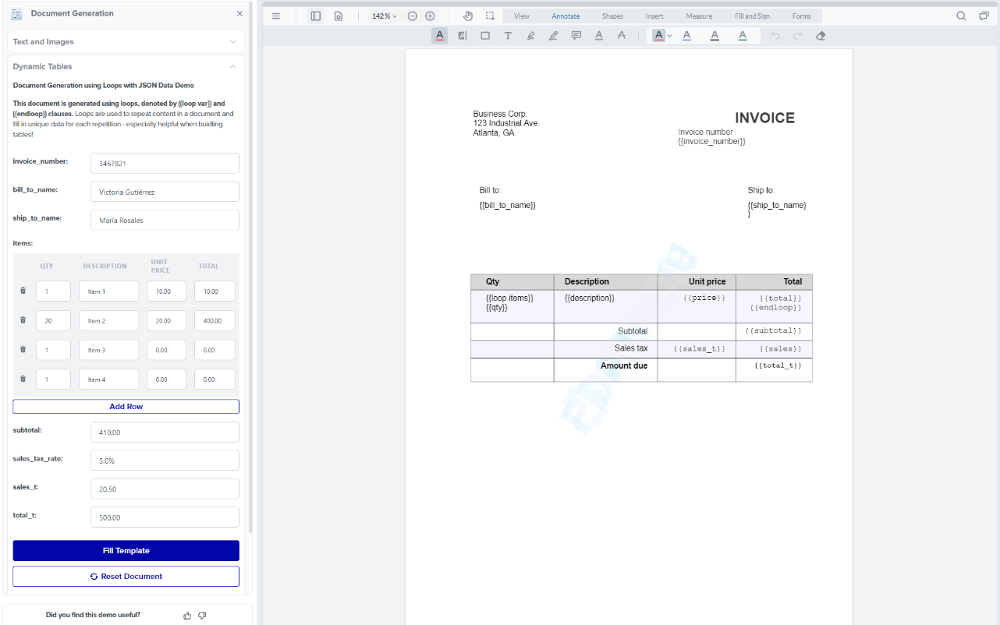 Document Generation
Text and Images
Dynamic Tables
Document Generation using Loops with JSON Data Demo
This document is generated using loops, denoted by {{loop var}} and
{{endloop}} clauses. Loops are used to repeat content in a document and
fill in unique data for each repetition - especially helpful when buidling
tables!
invoice_number: 3467821
bill_to_name: Victoria Gutiérrez
ship_to_name: María Rosales
items:
QTY DESCRIPTION UNIT PRICE TOTAL
1 Item 1 10.00 10.00
20 Item 2 20.00 400.00
1 Item 3 0.00 0.00
1 Item 4 0.00 0.00
Add Row
subtotal: 410.00
sales_tax_rate: 5.0%
sales_t: 20.50
total_t: 500.00
Fill Template
Reset Document
Did you find this demo useful?
142% View Annotate Shapes Insert Measure Fill and Sign Forms
Business Corp.
123 Industrial Ave.
Atlanta, GA.
INVOICE
Invoice number
{{invoice_number}}
Bill to:
{{bill_to_name}}
Ship to:
{{ship_to_name}
}
Qty Description Unit price Total
{{loop items}} {{description}} {{price}} {{total}}
{{qty}} {{endloop}}
Subtotal {{subtotal}}
Sales tax {{sales_t}} {{sales}}
Amount due {{total_t}}